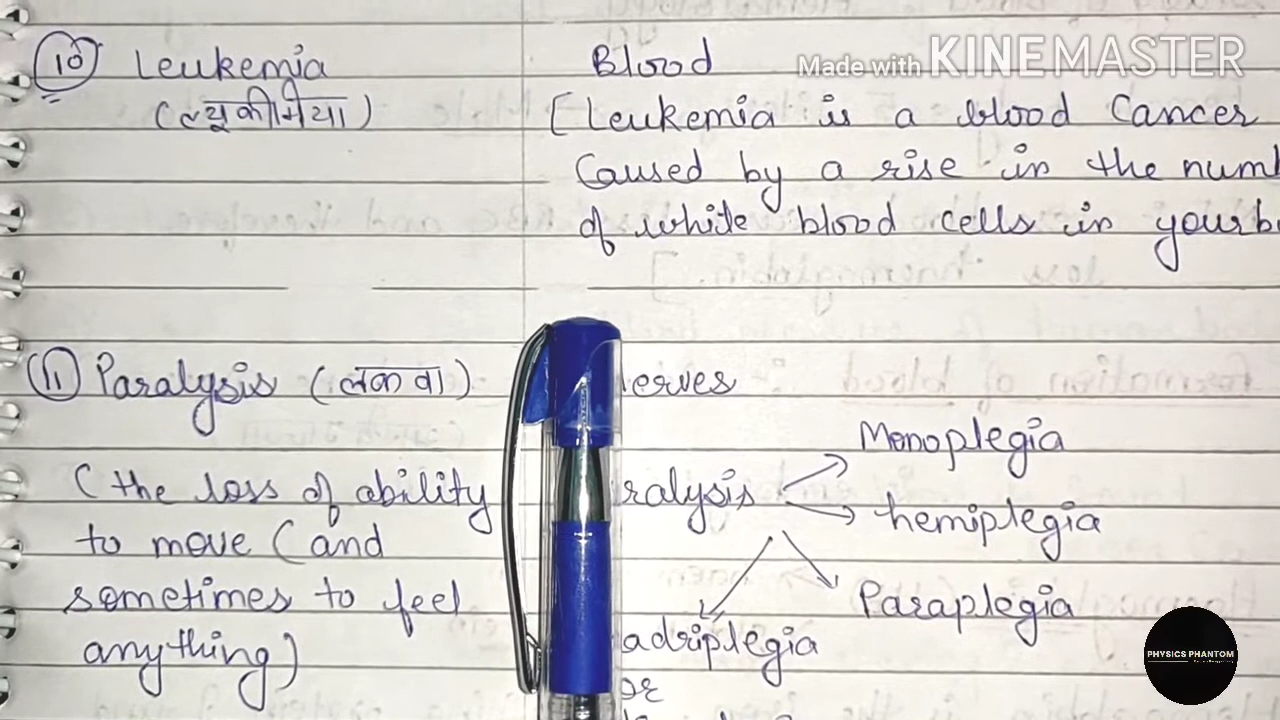 10 Leukemia Blood
Made with KINEMASTER
(ल्यूकीमिया) [Leukemia is a blood Cancer
Caused by a rise in the num
of white blood cells in your b
11 Paralysis (लकवा) erves
Monoplegia
(the loss of ability ralysis
to move (and hemiplegia
sometimes to feel Paraplegia
anything) adriplegia
or
PHYSICS PHANTOM